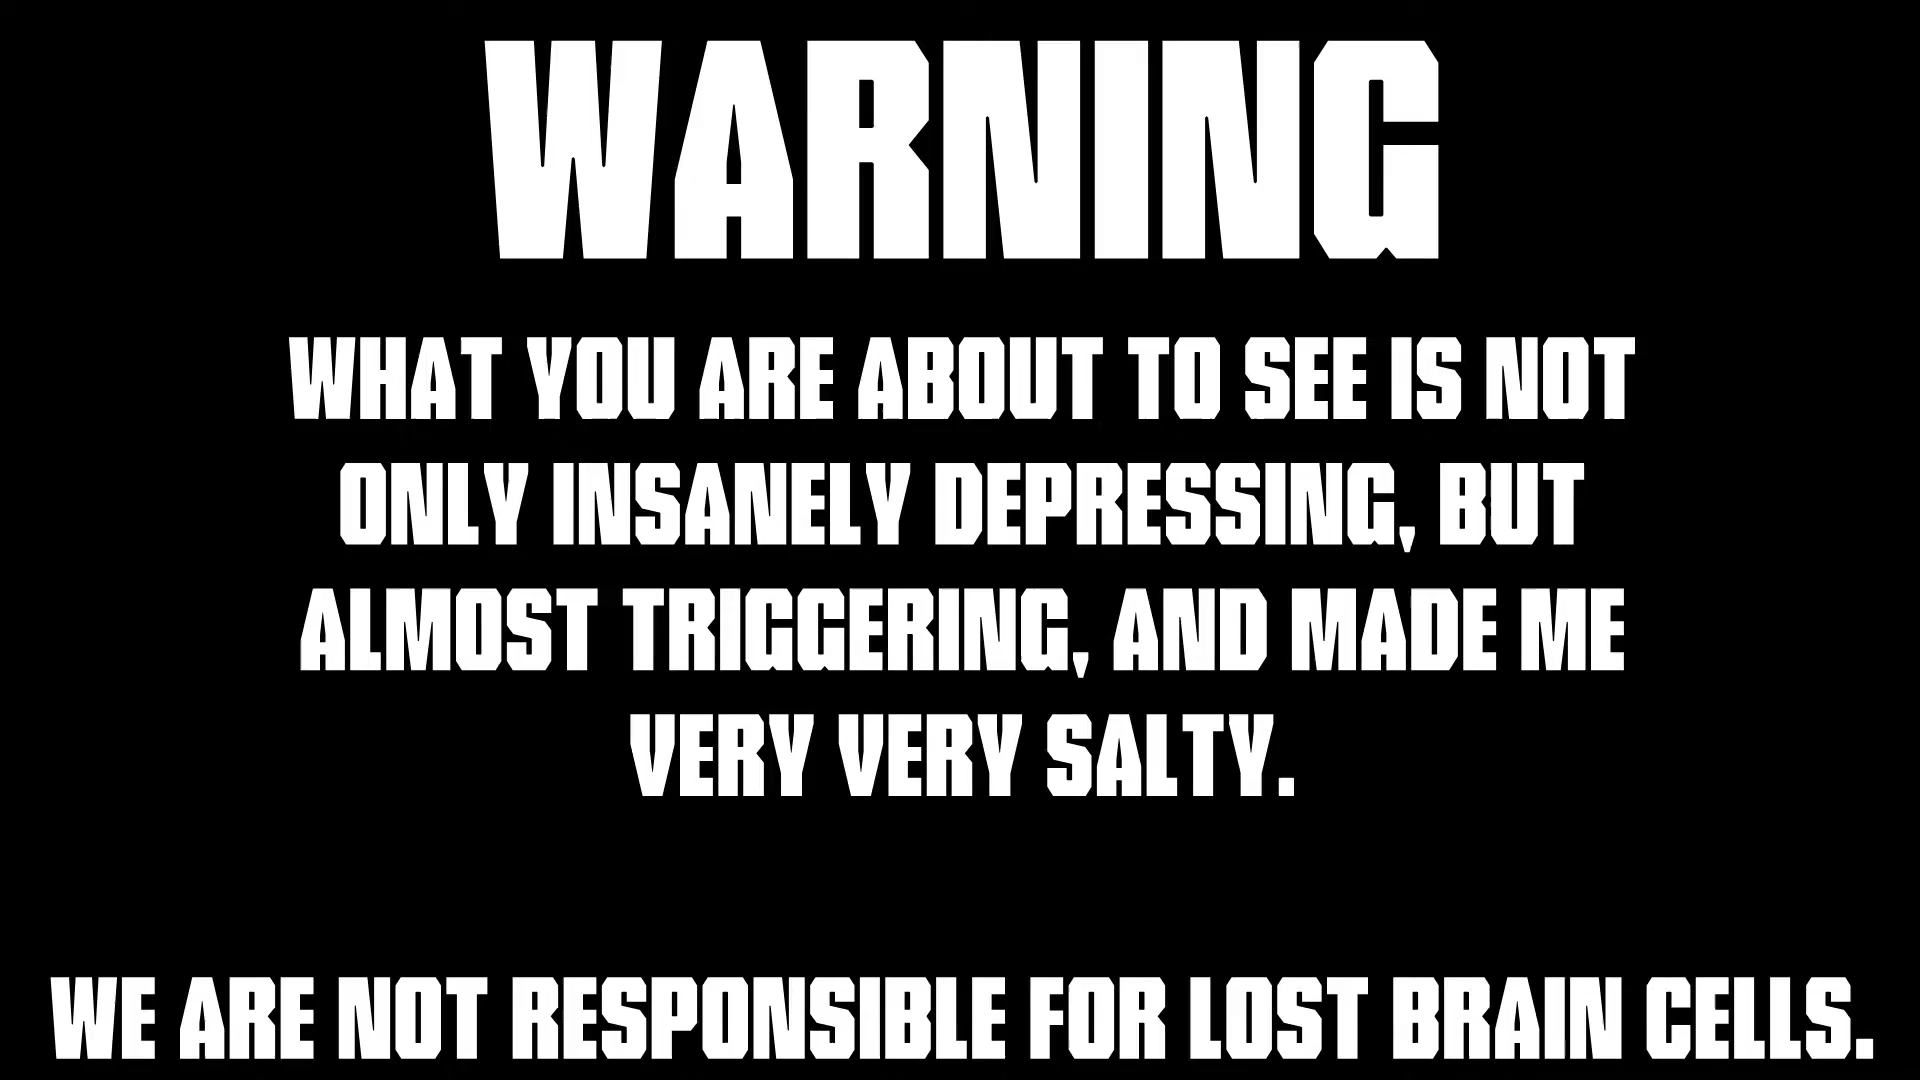 WARNING
WHAT YOU ARE ABOUT TO SEE IS NOT
ONLY INSANELY DEPRESSING, BUT
ALMOST TRIGGERING, AND MADE ME
VERY VERY SALTY.
WE ARE NOT RESPONSIBLE FOR LOST BRAIN CELLS.